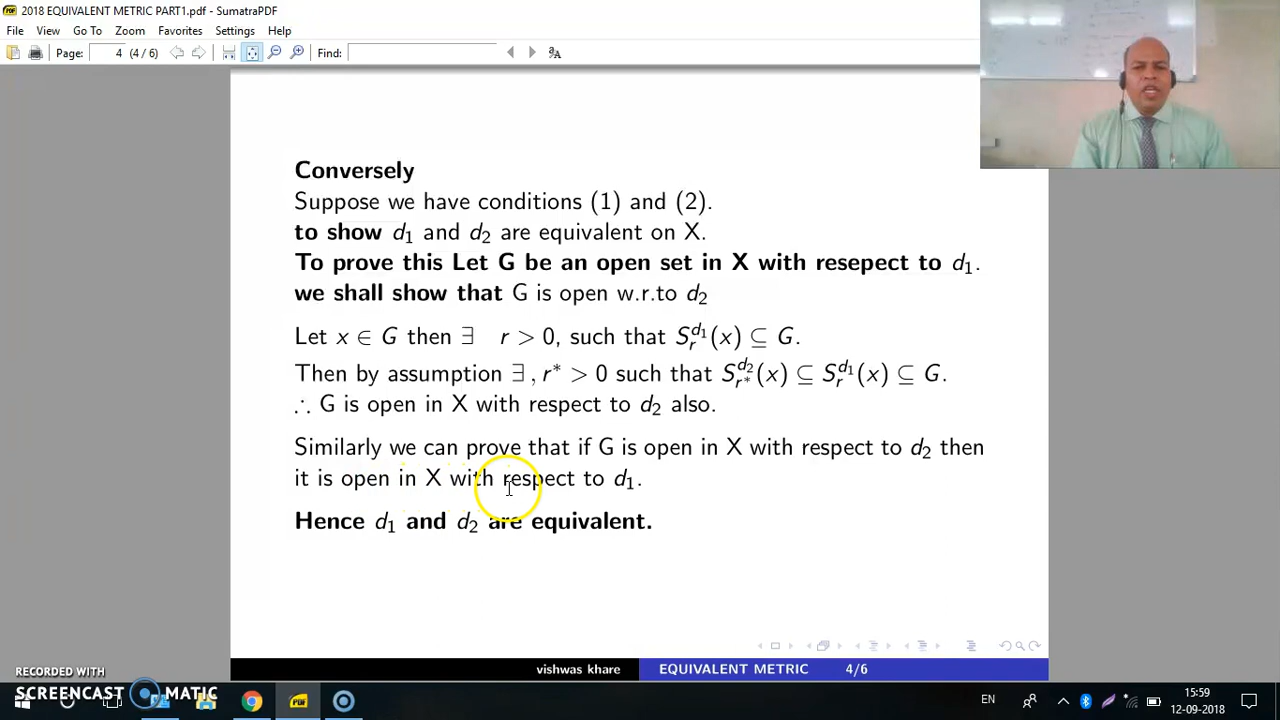 2018 EQUIVALENT METRIC PART1.pdf - SumatraPDF
File View Go To Zoom Favorites Settings Help
Page: 4 (4/6) Find:
Conversely
Suppose we have conditions (1) and (2).
to show d₁ and d₂ are equivalent on X.
To prove this Let G be an open set in X with resepect to d₁.
we shall show that G is open w.r.to d₂
Let x ∈ G then ∃ r > 0, such that S_r^{d₁}(x) ⊆ G.
Then by assumption ∃ , r* > 0 such that S_{r*}^{d₂}(x) ⊆ S_r^{d₁}(x) ⊆ G.
∴ G is open in X with respect to d₂ also.
Similarly we can prove that if G is open in X with respect to d₂ then
it is open in X with respect to d₁.
Hence d₁ and d₂ are equivalent.
vishwas khare EQUIVALENT METRIC 4/6
RECORDED WITH
SCREENCAST MATIC
EN
15:59
12-09-2018